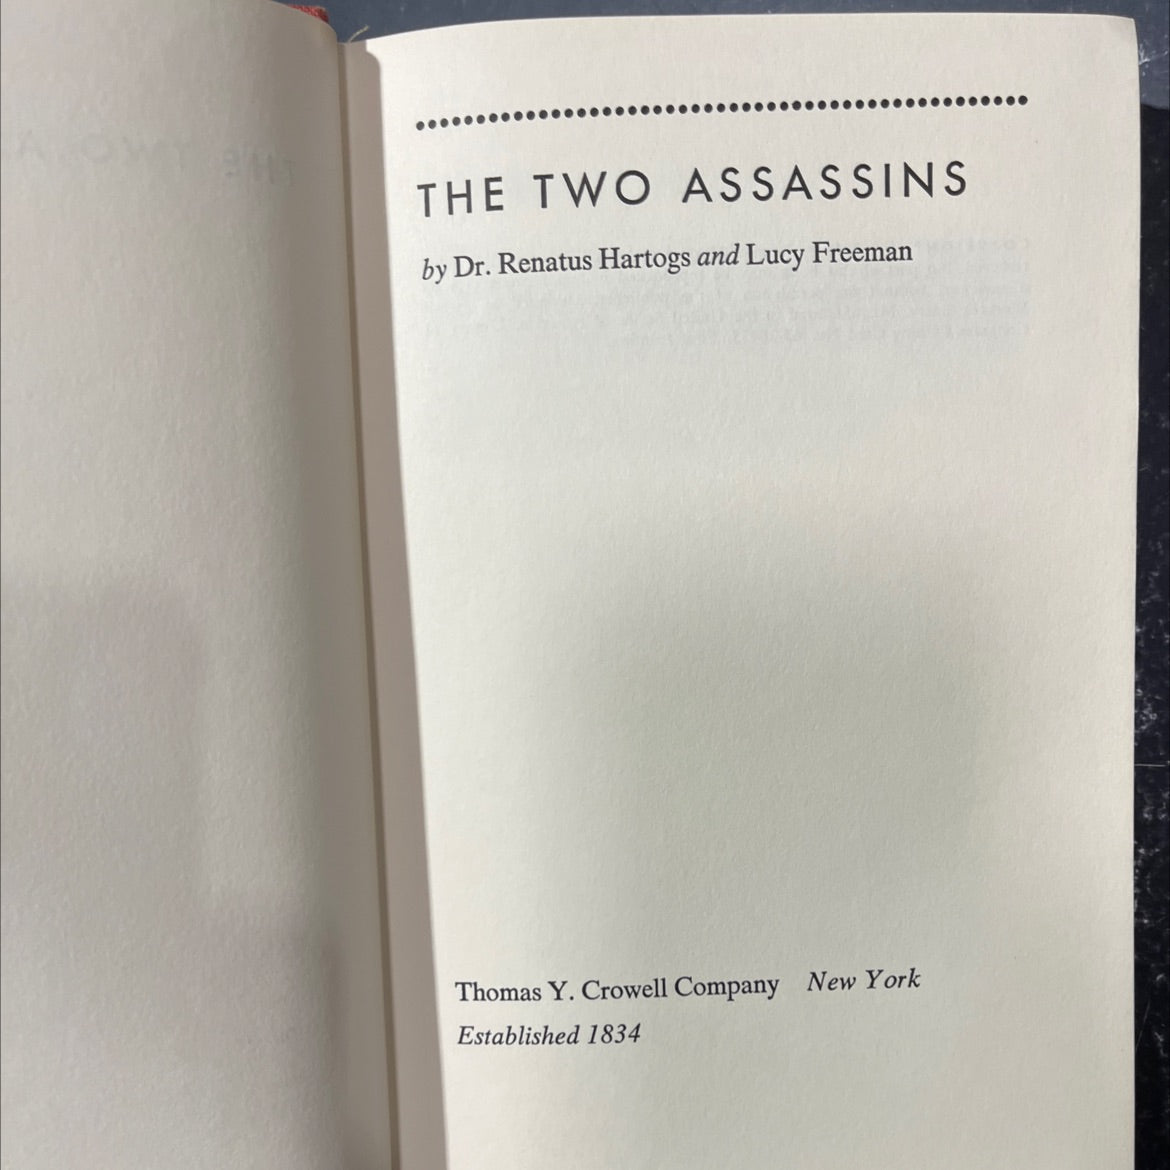 THE TWO ASSASSINS
by Dr. Renatus Hartogs and Lucy Freeman
Thomas Y. Crowell Company New York
Established 1834